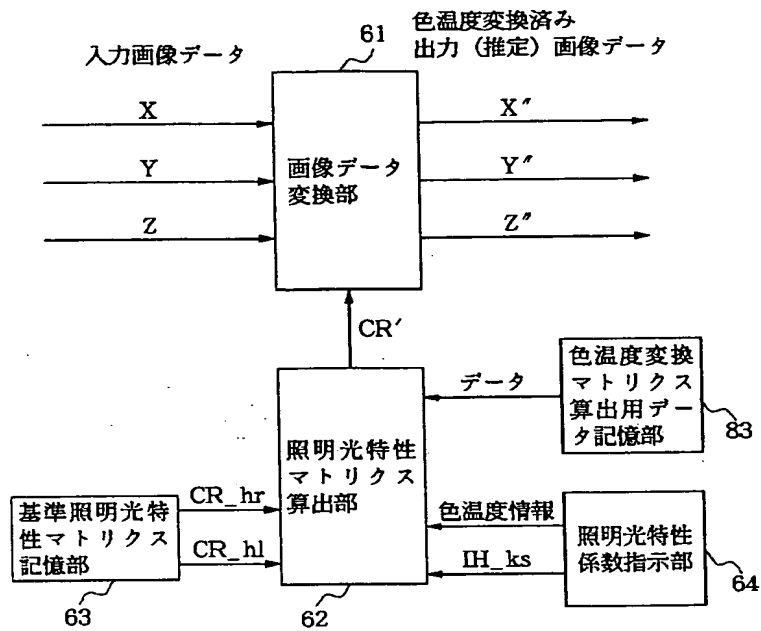 入力画像データ
61
色温度変換済み
出力（推定）画像データ
X
X″
Y
Y″
Z
Z″
画像データ
変換部
CR′
データ
色温度変換
マトリクス
算出用デー
タ記憶部
83
照明光特性
マトリクス
算出部
基準照明光特
性マトリクス
記憶部
CR_hr
CR_hl
63
62
色温度情報
IH_ks
照明光特性
係数指示部
64